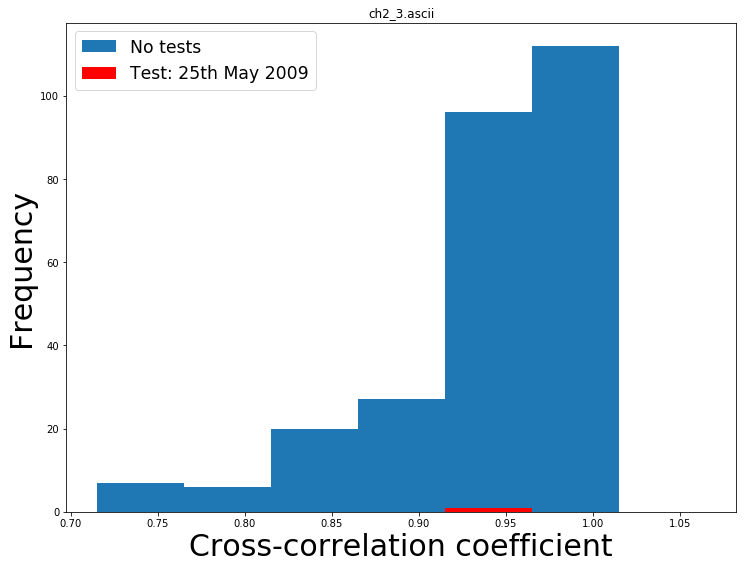 ch2_3.ascii
No tests
Test: 25th May 2009
Frequency
100
80
60
40
20
0
0.70 0.75 0.80 0.85 0.90 0.95 1.00 1.05
Cross-correlation coefficient